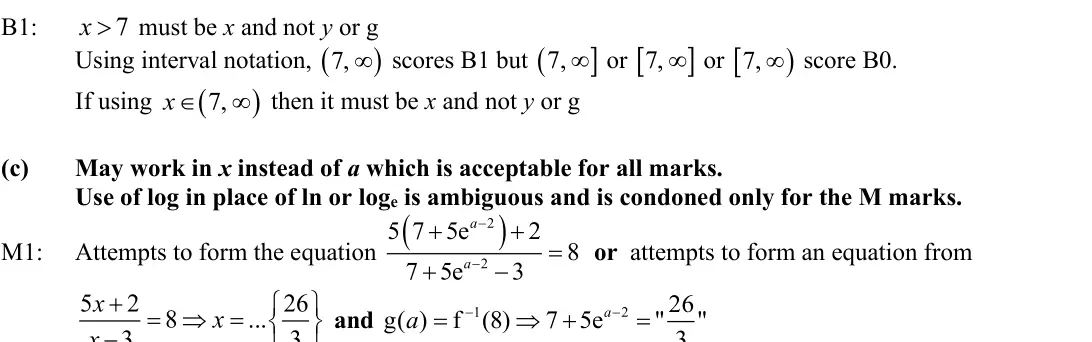 B1: x > 7 must be x and not y or g
Using interval notation, (7, ∞) scores B1 but (7, ∞] or [7, ∞] or [7, ∞) score B0.
If using x ∈ (7, ∞) then it must be x and not y or g
(c) May work in x instead of a which is acceptable for all marks.
Use of log in place of ln or logₑ is ambiguous and is condoned only for the M marks.
M1: Attempts to form the equation (5(7 + 5e^(a−2)) + 2)/(7 + 5e^(a−2) − 3) = 8 or attempts to form an equation from
(5x + 2)/(x − 3) = 8 ⇒ x = ...{26/3} and g(a) = f⁻¹(8) ⇒ 7 + 5e^(a−2) = "26/3"